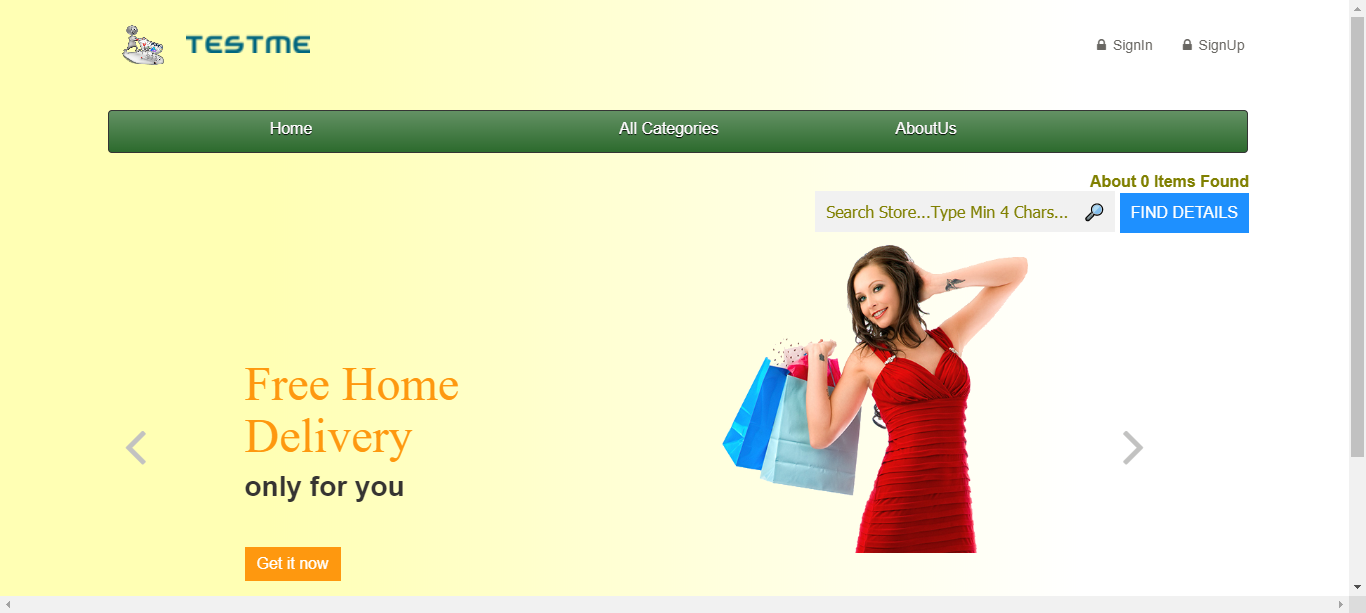 TESTME
SignIn
SignUp
Home
All Categories
AboutUs
About 0 Items Found
Search Store...Type Min 4 Chars...
FIND DETAILS
Free Home
Delivery
only for you
Get it now